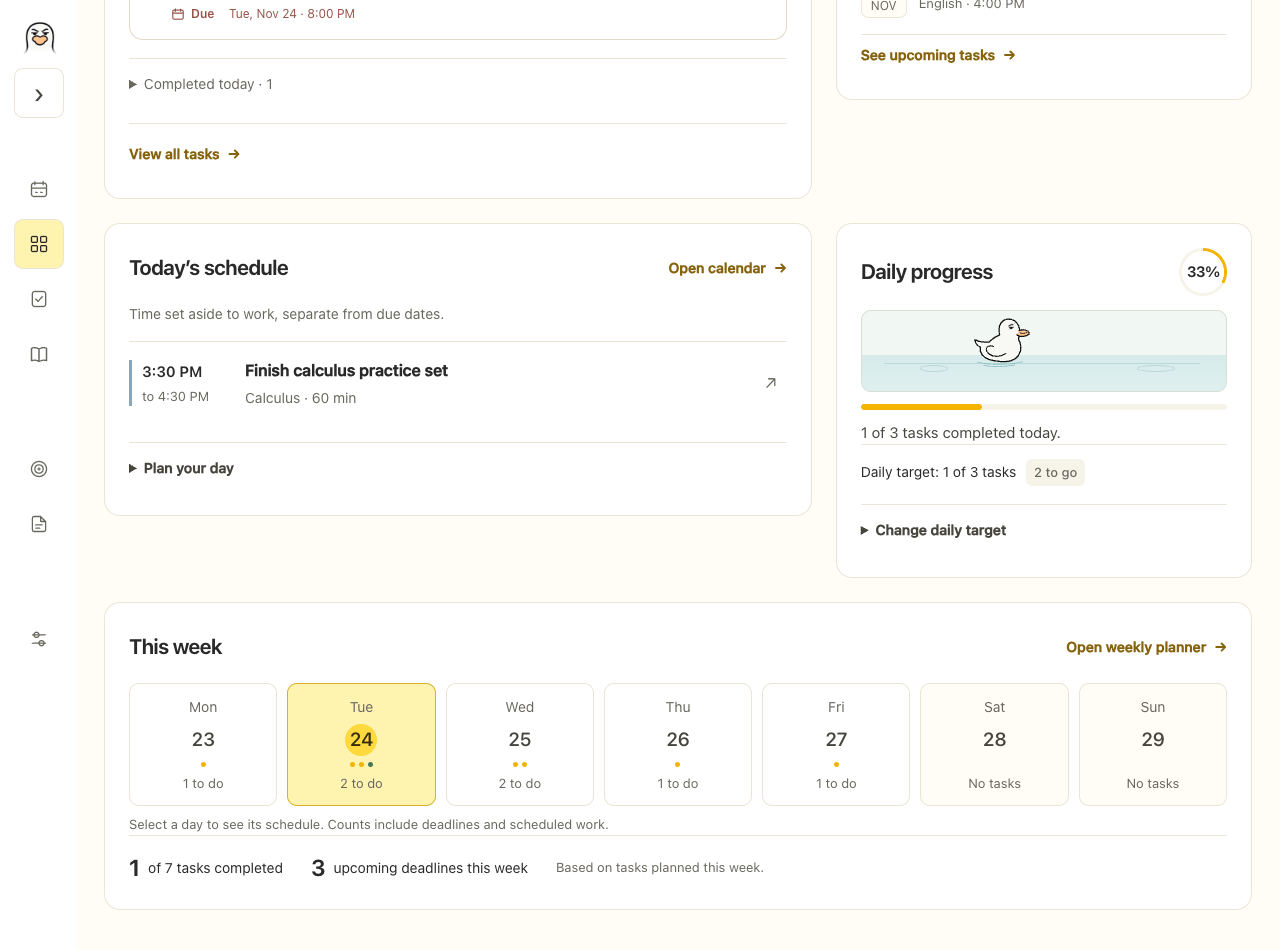 Due Tue, Nov 24 · 8:00 PM
Completed today · 1
View all tasks
NOV English · 4:00 PM
See upcoming tasks
Today’s schedule
Open calendar
Time set aside to work, separate from due dates.
3:30 PM Finish calculus practice set
to 4:30 PM Calculus · 60 min
Plan your day
Daily progress
33%
1 of 3 tasks completed today.
Daily target: 1 of 3 tasks 2 to go
Change daily target
This week
Open weekly planner
Mon Tue Wed Thu Fri Sat Sun
23 24 25 26 27 28 29
1 to do 2 to do 2 to do 1 to do 1 to do No tasks No tasks
Select a day to see its schedule. Counts include deadlines and scheduled work.
1 of 7 tasks completed 3 upcoming deadlines this week Based on tasks planned this week.